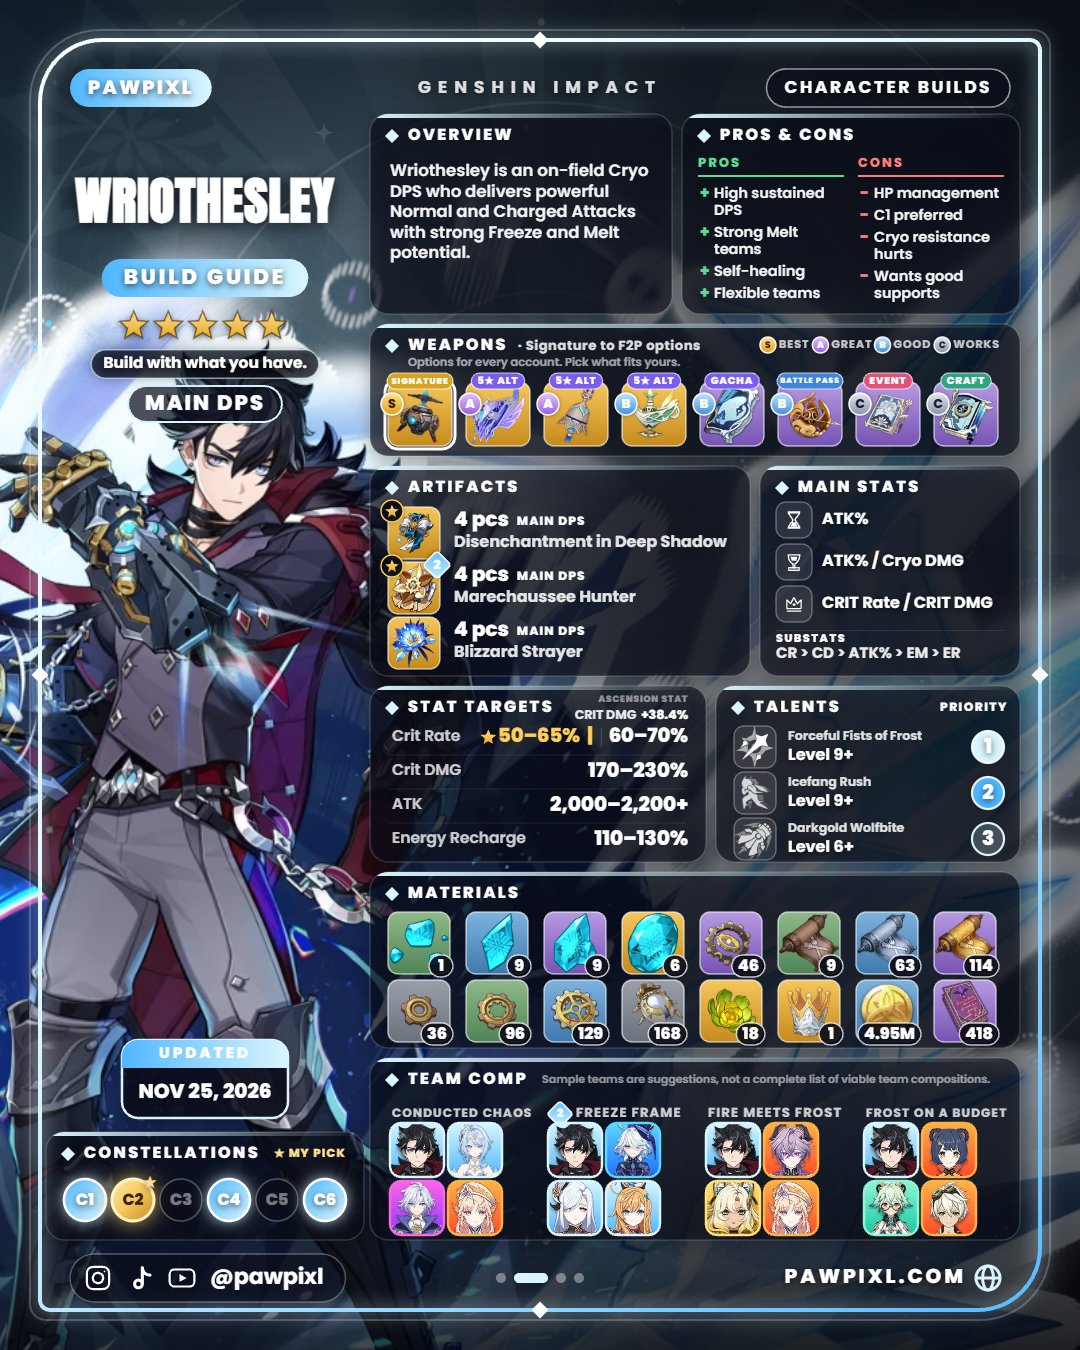 PAWPIXL
GENSHIN IMPACT
CHARACTER BUILDS
WRIOTHESLEY
BUILD GUIDE
Build with what you have.
MAIN DPS
OVERVIEW
Wriothesley is an on-field Cryo
DPS who delivers powerful
Normal and Charged Attacks
with strong Freeze and Melt
potential.
PROS & CONS
PROS
+ High sustained
DPS
+ Strong Melt
teams
+ Self-healing
+ Flexible teams
CONS
- HP management
- C1 preferred
- Cryo resistance
hurts
- Wants good
supports
WEAPONS · Signature to F2P options
S BEST A GREAT B GOOD C WORKS
Options for every account. Pick what fits yours.
SIGNATURE 5★ ALT 5★ ALT 5★ ALT GACHA BATTLE PASS EVENT CRAFT
S A A B B B C C
ARTIFACTS
4 pcs MAIN DPS
Disenchantment in Deep Shadow
2
4 pcs MAIN DPS
Marechaussee Hunter
4 pcs MAIN DPS
Blizzard Strayer
MAIN STATS
ATK%
ATK% / Cryo DMG
CRIT Rate / CRIT DMG
SUBSTATS
CR > CD > ATK% > EM > ER
STAT TARGETS
ASCENSION STAT
CRIT DMG +38.4%
Crit Rate ★50–65% | 60–70%
Crit DMG 170–230%
ATK 2,000–2,200+
Energy Recharge 110–130%
TALENTS PRIORITY
Forceful Fists of Frost
Level 9+
1
Icefang Rush
Level 9+
2
Darkgold Wolfbite
Level 6+
3
MATERIALS
1 9 9 6 46 9 63 114
36 96 129 168 18 1 4.95M 418
UPDATED
NOV 25, 2026
CONSTELLATIONS ★ MY PICK
C1 C2 C3 C4 C5 C6
TEAM COMP Sample teams are suggestions, not a complete list of viable team compositions.
CONDUCTED CHAOS 2 FREEZE FRAME FIRE MEETS FROST FROST ON A BUDGET
@pawpixl
PAWPIXL.COM